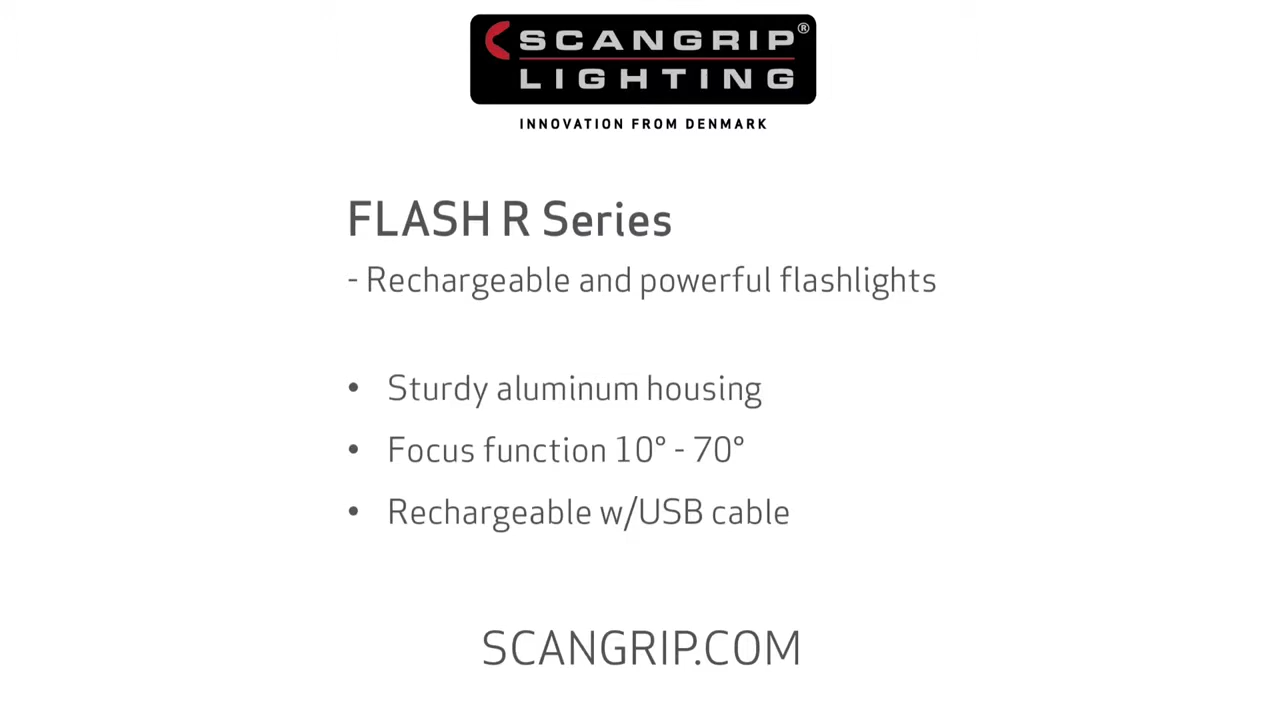 SCANGRIP®
LIGHTING
INNOVATION FROM DENMARK
FLASH R Series
- Rechargeable and powerful flashlights
• Sturdy aluminum housing
• Focus function 10° - 70°
• Rechargeable w/USB cable
SCANGRIP.COM